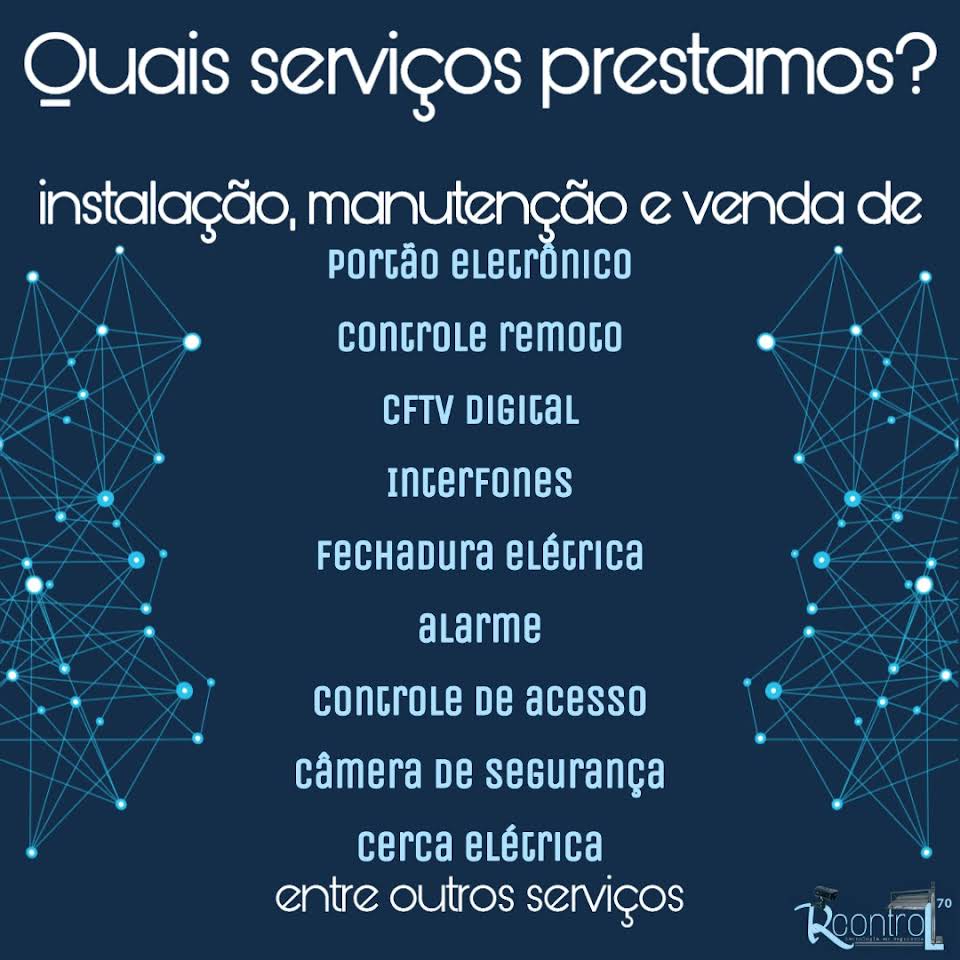 Quais serviços prestamos?
instalação, manutenção e venda de
Portão eletrônico
Controle remoto
CFTV Digital
Interfones
Fechadura elétrica
alarme
Controle de acesso
Câmera de segurança
Cerca elétrica
entre outros serviços
Rcontrol 70